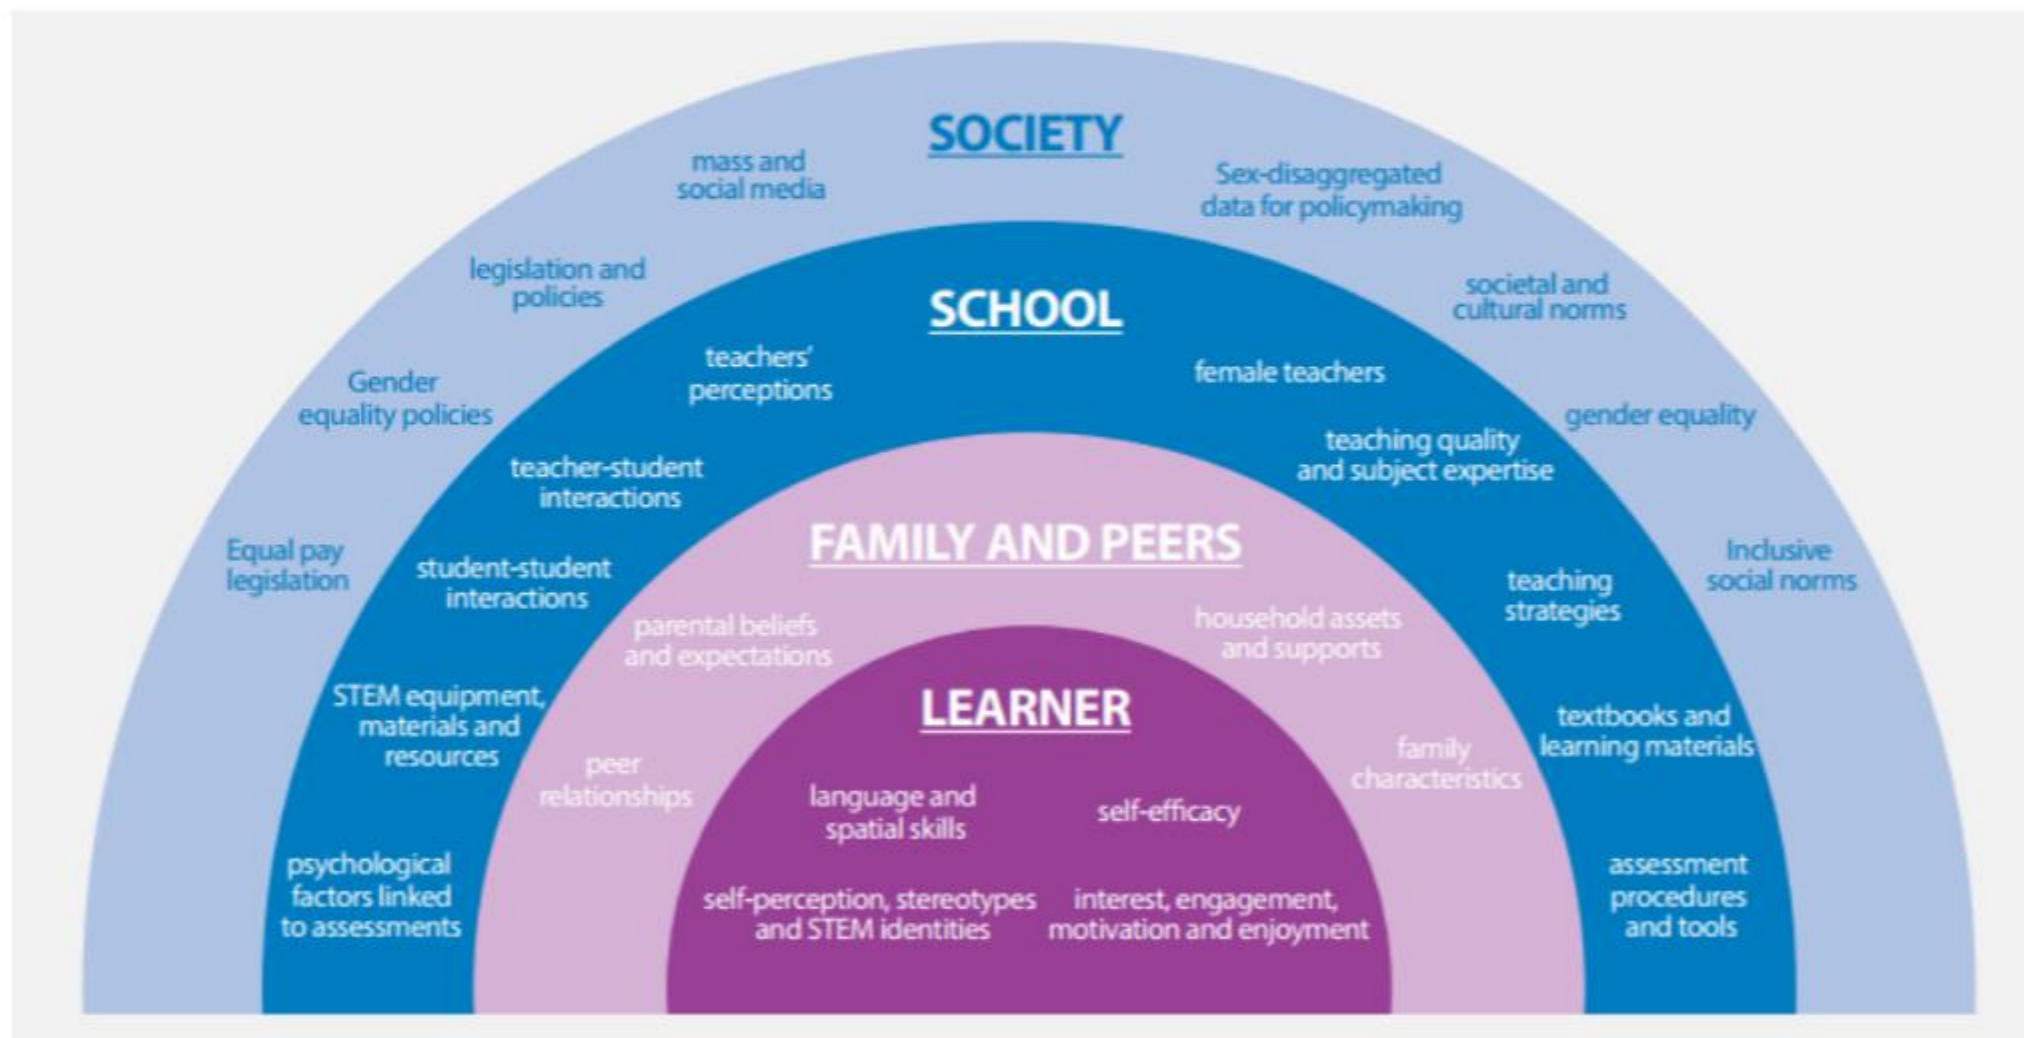 SOCIETY
mass and
social media
Sex-disaggregated
data for policymaking
legislation and
policies
societal and
cultural norms
Gender
equality policies
gender equality
Equal pay
legislation
Inclusive
social norms
SCHOOL
teachers'
perceptions
female teachers
teacher-student
interactions
teaching quality
and subject expertise
student-student
interactions
teaching
strategies
STEM equipment,
materials and
resources
textbooks and
learning materials
psychological
factors linked
to assessments
assessment
procedures
and tools
FAMILY AND PEERS
parental beliefs
and expectations
household assets
and supports
peer
relationships
family
characteristics
LEARNER
language and
spatial skills
self-efficacy
self-perception, stereotypes
and STEM identities
interest, engagement,
motivation and enjoyment